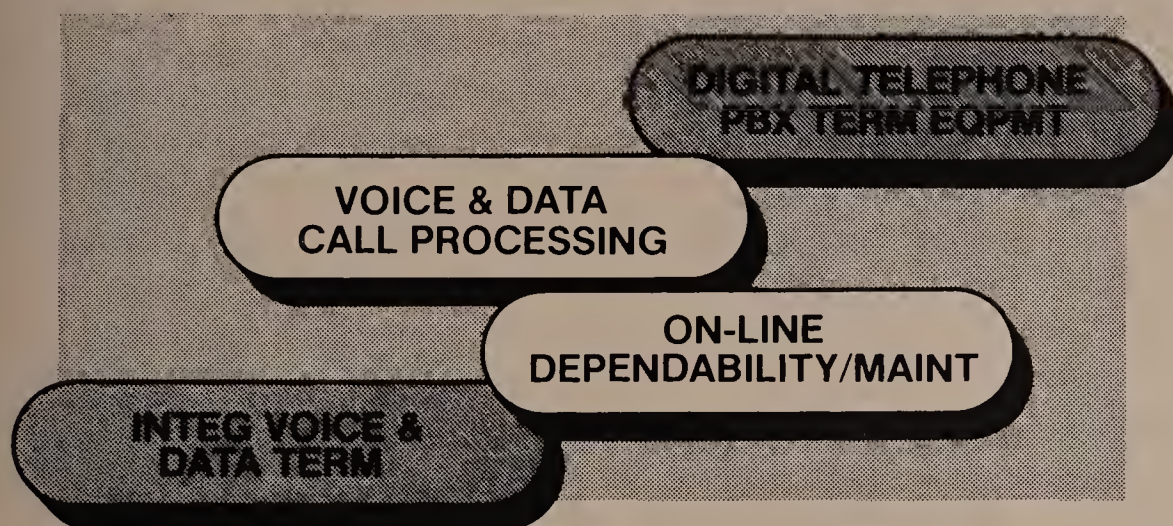 DIGITAL TELEPHONE
PBX TERM EQPMT
VOICE & DATA
CALL PROCESSING
ON-LINE
DEPENDABILITY/MAINT
INTEG VOICE &
DATA TERM